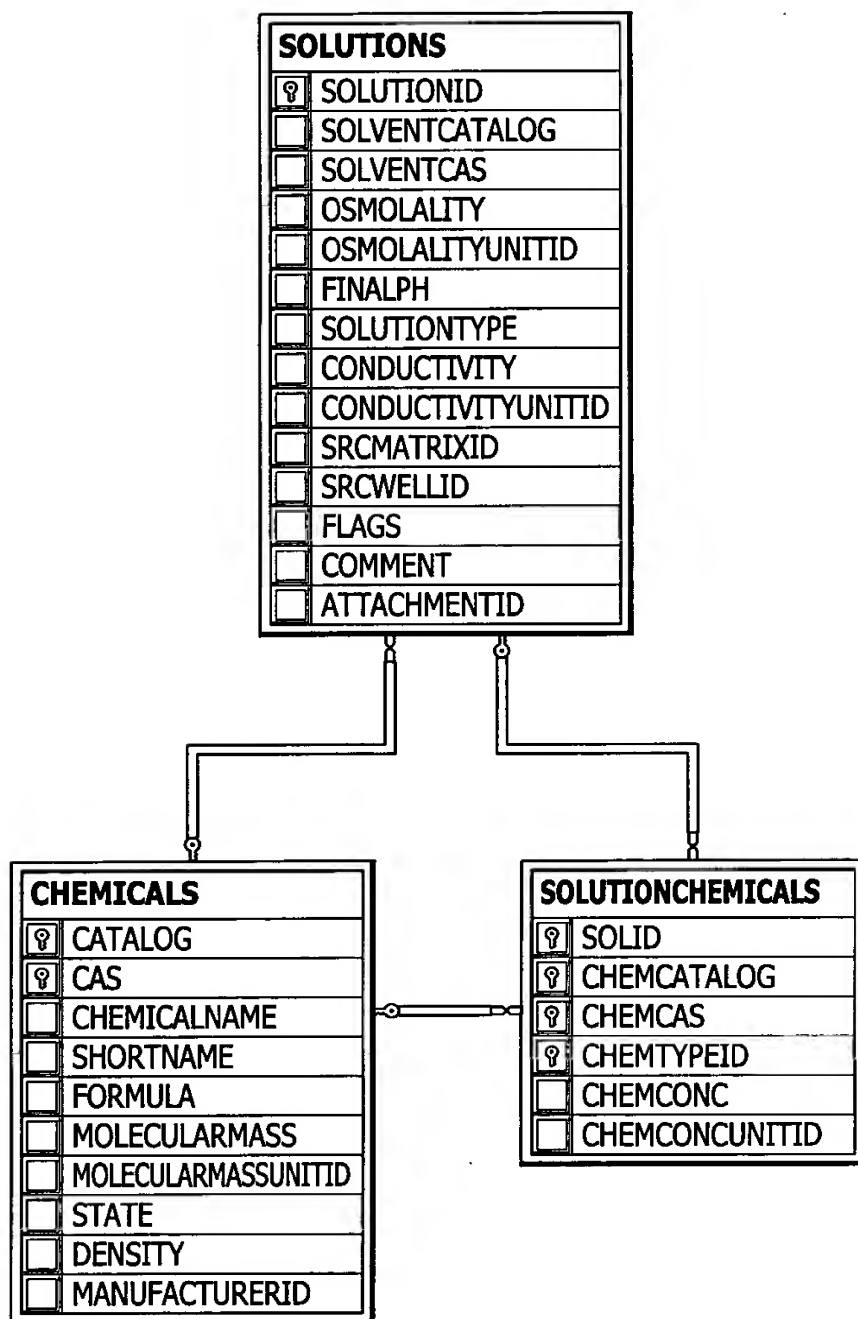 SOLUTIONS
SOLUTIONID
SOLVENTCATALOG
SOLVENTCAS
OSMOLALITY
OSMOLALITYUNITID
FINALPH
SOLUTIONTYPE
CONDUCTIVITY
CONDUCTIVITYUNITID
SRCMATRIXID
SRCWELLID
FLAGS
COMMENT
ATTACHMENTID
CHEMICALS
CATALOG
CAS
CHEMICALNAME
SHORTNAME
FORMULA
MOLECULARMASS
MOLECULARMASSUNITID
STATE
DENSITY
MANUFACTURERID
SOLUTIONCHEMICALS
SOLID
CHEMCATALOG
CHEMCAS
CHEMTYPEID
CHEMCONC
CHEMCONCUNITID